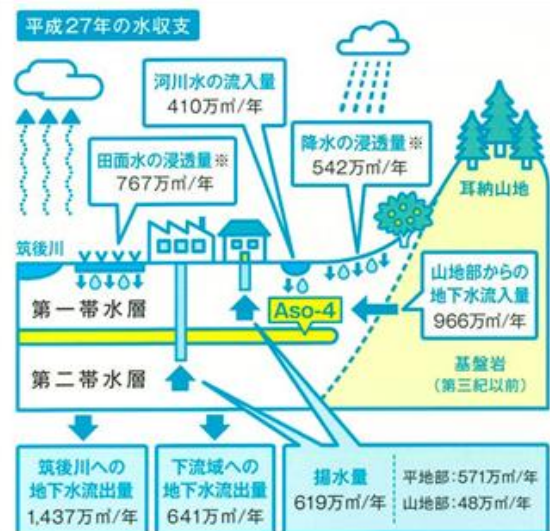 平成27年の水収支
河川水の流入量
410万㎥/年
降水の浸透量※
542万㎥/年
田面水の浸透量※
767万㎥/年
耳納山地
筑後川
山地部からの
地下水流入量
966万㎥/年
第一帯水層
Aso-4
第二帯水層
基盤岩
(第三紀以前)
筑後川への
地下水流出量
1,437万㎥/年
下流域への
地下水流出量
641万㎥/年
揚水量
619万㎥/年
平地部:571万㎥/年
山地部:48万㎥/年